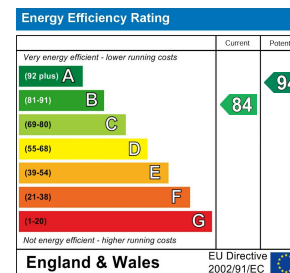 Energy Efficiency Rating
Current
Very energy efficient - lower running costs
(92 plus) A
(81-91) B
84
(69-80) C
(55-68) D
(39-54) E
(21-38) F
(1-20) G
Not energy efficient - higher running costs
England & Wales
EU Directive
2002/91/EC